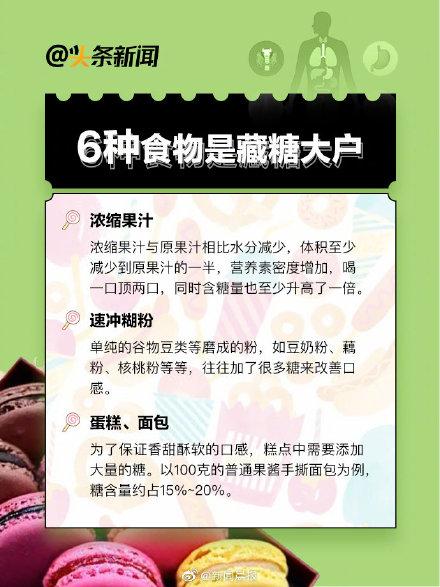 @头条新闻
6种食物是藏糖大户
浓缩果汁
浓缩果汁与原果汁相比水分减少，体积至少
减少到原果汁的一半，营养素密度增加，喝
一口顶两口，同时含糖量也至少升高了一倍。
速冲糊粉
单纯的谷物豆类等磨成的粉，如豆奶粉、藕
粉、核桃粉等等，往往加了很多糖来改善口
感。
蛋糕、面包
为了保证香甜酥软的口感，糕点中需要添加
大量的糖。以100克的普通果酱手撕面包为例，
糖含量约占15%~20%。
@新闻晨报